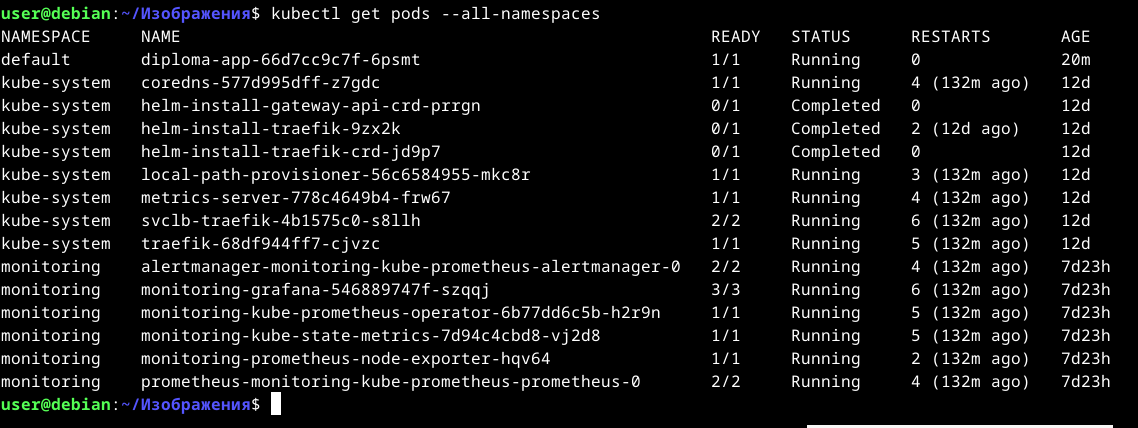 user@debian:~/Изображения$ kubectl get pods --all-namespaces
NAMESPACE     NAME                                                     READY   STATUS      RESTARTS       AGE
default       diploma-app-66d7cc9c7f-6psmt                             1/1     Running     0              20m
kube-system   coredns-577d995dff-z7gdc                                 1/1     Running     4 (132m ago)   12d
kube-system   helm-install-gateway-api-crd-prrgn                       0/1     Completed   0              12d
kube-system   helm-install-traefik-9zx2k                               0/1     Completed   2 (12d ago)    12d
kube-system   helm-install-traefik-crd-jd9p7                           0/1     Completed   0              12d
kube-system   local-path-provisioner-56c6584955-mkc8r                  1/1     Running     3 (132m ago)   12d
kube-system   metrics-server-778c4649b4-frw67                          1/1     Running     4 (132m ago)   12d
kube-system   svclb-traefik-4b1575c0-s8llh                             2/2     Running     6 (132m ago)   12d
kube-system   traefik-68df944ff7-cjvzc                                 1/1     Running     5 (132m ago)   12d
monitoring    alertmanager-monitoring-kube-prometheus-alertmanager-0   2/2     Running     4 (132m ago)   7d23h
monitoring    monitoring-grafana-546889747f-szqqj                      3/3     Running     6 (132m ago)   7d23h
monitoring    monitoring-kube-prometheus-operator-6b77dd6c5b-h2r9n     1/1     Running     5 (132m ago)   7d23h
monitoring    monitoring-kube-state-metrics-7d94c4cbd8-vj2d8           1/1     Running     5 (132m ago)   7d23h
monitoring    monitoring-prometheus-node-exporter-hqv64                1/1     Running     2 (132m ago)   7d23h
monitoring    prometheus-monitoring-kube-prometheus-prometheus-0       2/2     Running     4 (132m ago)   7d23h
user@debian:~/Изображения$